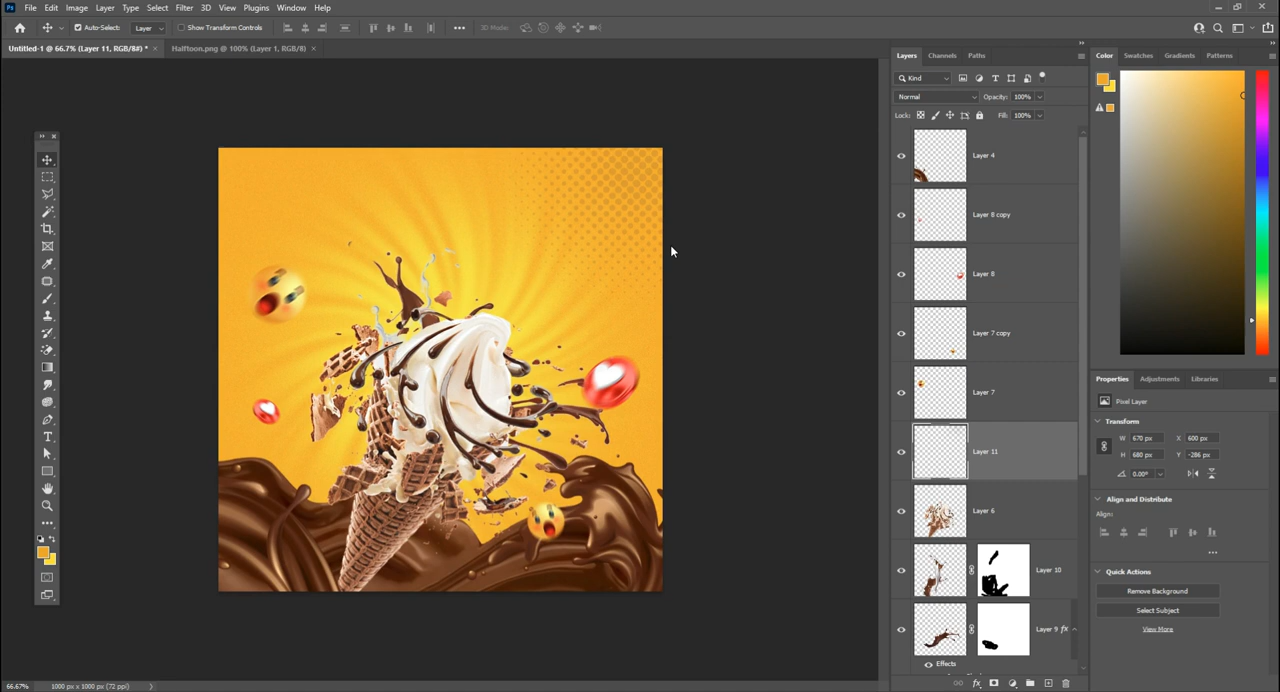 Ps File Edit Image Layer Type Select Filter 3D View Plugins Window Help
Auto-Select: Layer Show Transform Controls 3D Mode:
Untitled-1 @ 66.7% (Layer 11, RGB/8#) * × Halftoon.png @ 100% (Layer 1, RGB/8) ×
Layers Channels Paths
Kind
Normal Opacity: 100%
Lock: Fill: 100%
Layer 4
Layer 8 copy
Layer 8
Layer 7 copy
Layer 7
Layer 11
Layer 6
Layer 10
Layer 9 fx
Effects
fx
Color Swatches Gradients Patterns
Properties Adjustments Libraries
Pixel Layer
Transform
W 670 px X 600 px
H 680 px Y -286 px
0.00°
Align and Distribute
Align:
Quick Actions
Remove Background
Select Subject
View More
66.67% 1000 px x 1000 px (72 ppi)